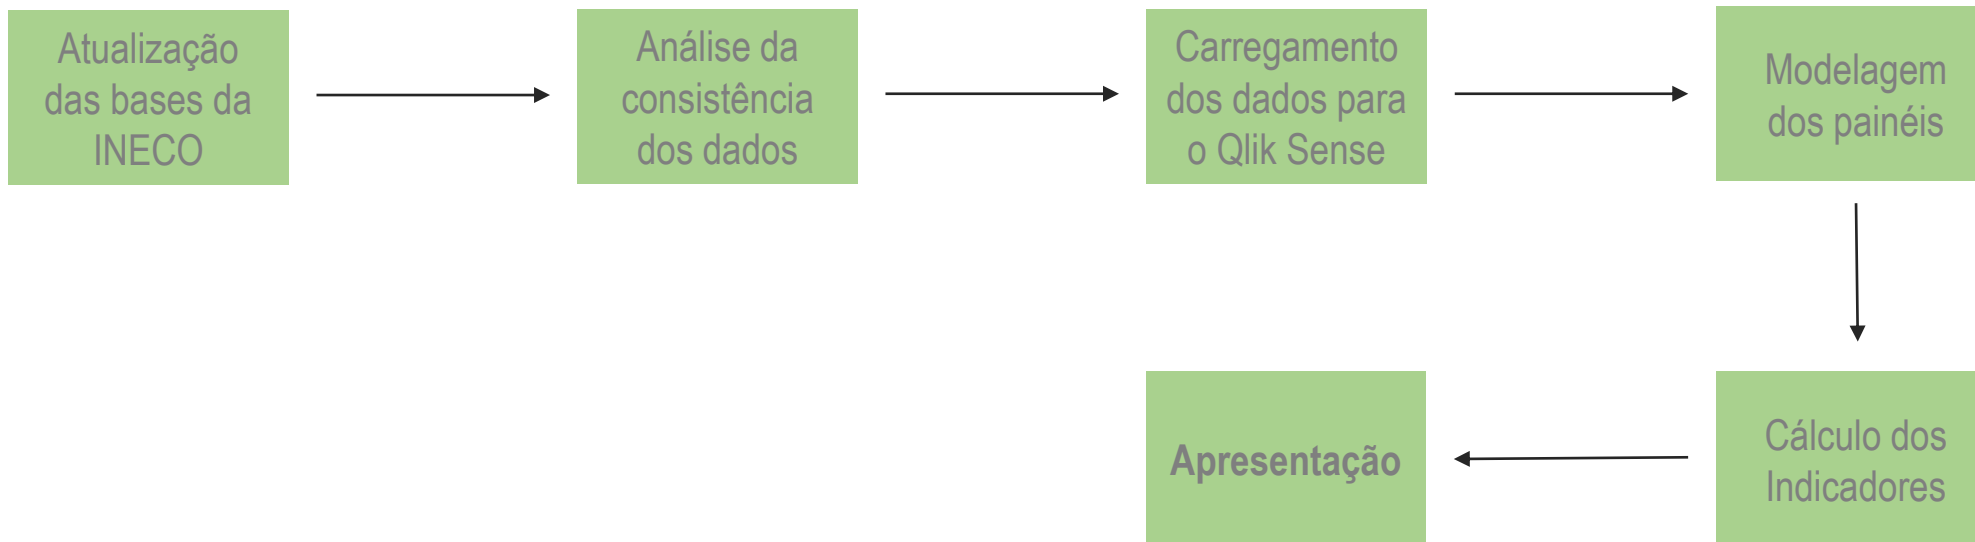 Atualização
das bases da
INECO
Análise da
consistência
dos dados
Carregamento
dos dados para
o Qlik Sense
Modelagem
dos painéis
Cálculo dos
Indicadores
Apresentação